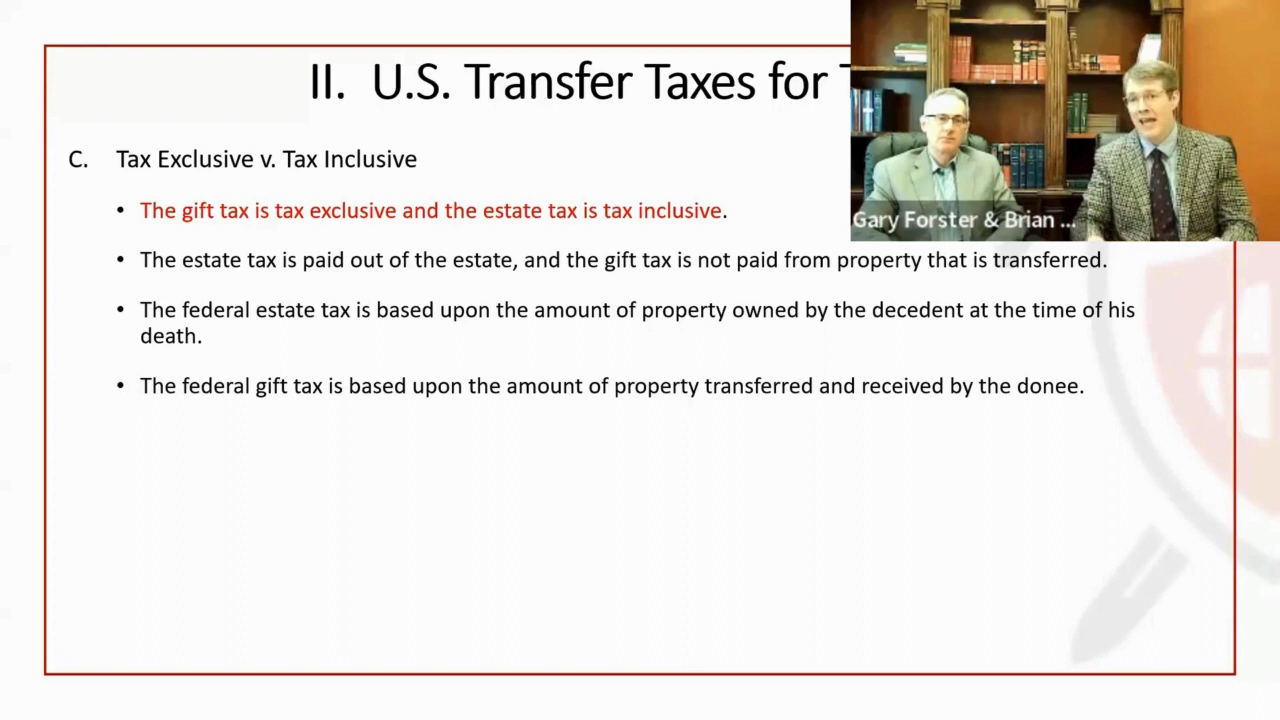 II. U.S. Transfer Taxes for
C. Tax Exclusive v. Tax Inclusive
• The gift tax is tax exclusive and the estate tax is tax inclusive.
• The estate tax is paid out of the estate, and the gift tax is not paid from property that is transferred.
• The federal estate tax is based upon the amount of property owned by the decedent at the time of his
death.
• The federal gift tax is based upon the amount of property transferred and received by the donee.
Gary Forster & Brian ...